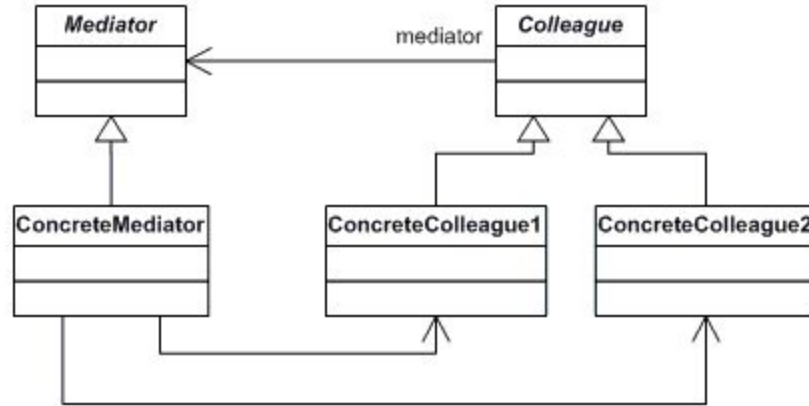 Mediator
mediator
Colleague
ConcreteMediator
ConcreteColleague1
ConcreteColleague2